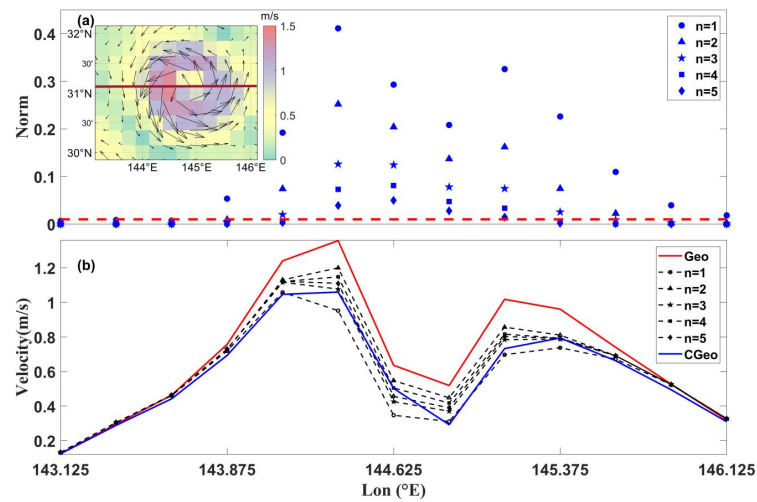 (a)
m/s
32°N
30'
31°N
30'
30°N
144°E
145°E
146°E
1.5
1
0.5
0
0.4
0.3
0.2
0.1
0
Norm
n=1
n=2
n=3
n=4
n=5
(b)
1.2
1
0.8
0.6
0.4
0.2
Velocity(m/s)
Geo
n=1
n=2
n=3
n=4
n=5
CGeo
143.125
143.875
144.625
145.375
146.125
Lon (°E)